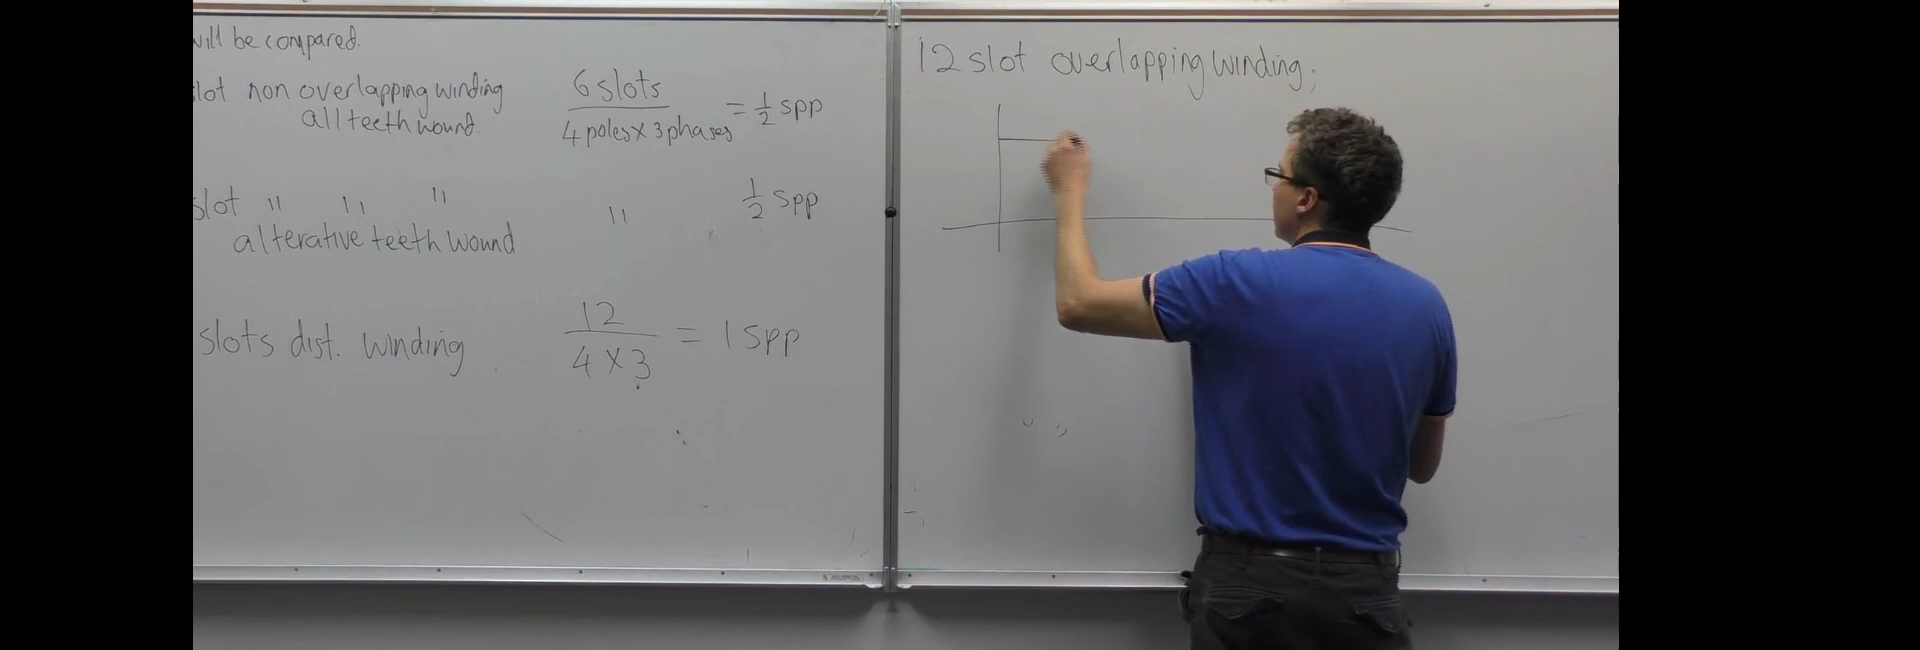 will be compared.
slot non overlapping winding
all teeth wound.
6 slots
4 poles x 3 phases
= 1/2 spp
slot " " " " 1/2 spp
alterative teeth wound
slots dist. winding
12
4 x 3
= 1 spp
12 slot overlapping winding;